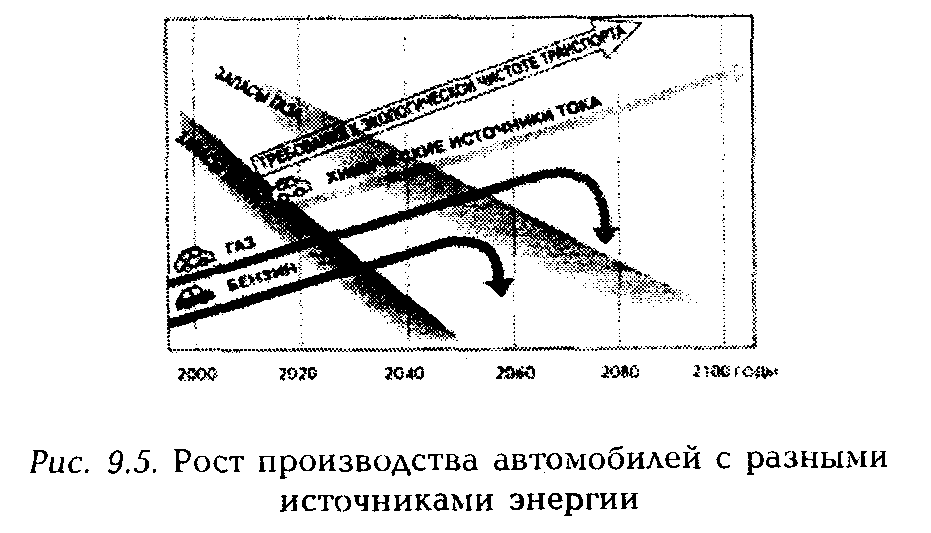 ЗАПАСЫ ГАЗА
ТРЕБОВАНИЯ К ЭКОЛОГИЧЕСКОЙ ЧИСТОТЕ ТРАНСПОРТА
ХИМИЧЕСКИЕ ИСТОЧНИКИ ТОКА
ГАЗ
БЕНЗИН
2000 2020 2040 2060 2080 2100 ГОДЫ
Рис. 9.5. Рост производства автомобилей с разными
источниками энергии